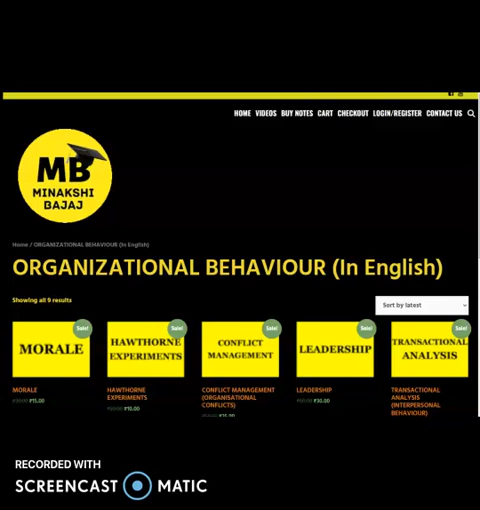 HOME VIDEOS BUY NOTES CART CHECKOUT LOGIN/REGISTER CONTACT US
MB
MINAKSHI
BAJAJ
Home / ORGANIZATIONAL BEHAVIOUR (In English)
ORGANIZATIONAL BEHAVIOUR (In English)
Showing all 9 results
Sort by latest
Sale! Sale! Sale! Sale! Sale!
MORALE
HAWTHORNE
EXPERIMENTS
CONFLICT
MANAGEMENT
LEADERSHIP
TRANSACTIONAL
ANALYSIS
MORALE
₹15.00
HAWTHORNE
EXPERIMENTS
₹10.00
CONFLICT MANAGEMENT
(ORGANISATIONAL
CONFLICTS)
LEADERSHIP
₹30.00
TRANSACTIONAL
ANALYSIS
(INTERPERSONAL
BEHAVIOUR)
RECORDED WITH
SCREENCAST MATIC